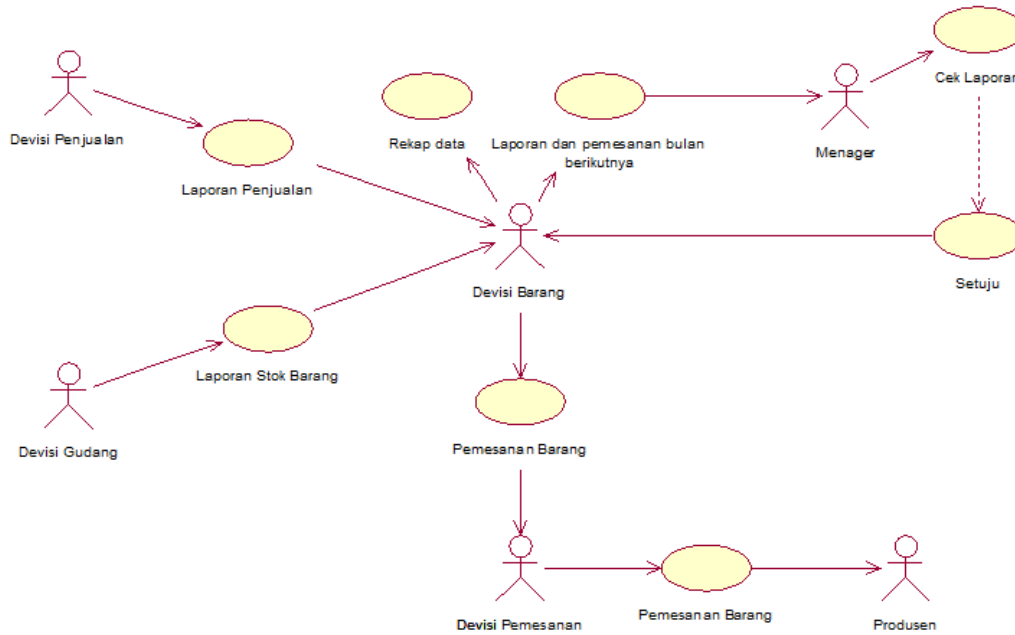 Cek Laporan
Devisi Penjualan
Rekap data
Laporan dan pemesanan bulan
berikutnya
Menager
Laporan Penjualan
Setuju
Devisi Barang
Laporan Stok Barang
Devisi Gudang
Pemesanan Barang
Devisi Pemesanan
Pemesanan Barang
Produsen